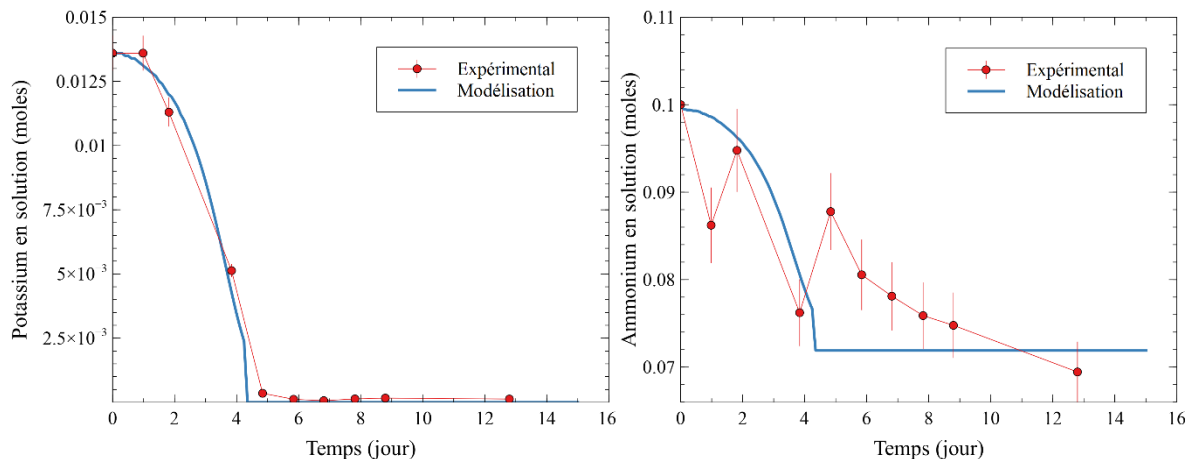 Potassium en solution (moles)
0.015
0.0125
0.01
7.5×10⁻³
5×10⁻³
2.5×10⁻³
0 2 4 6 8 10 12 14 16
Temps (jour)
Expérimental
Modélisation
Ammonium en solution (moles)
0.11
0.1
0.09
0.08
0.07
0 2 4 6 8 10 12 14 16
Temps (jour)
Expérimental
Modélisation